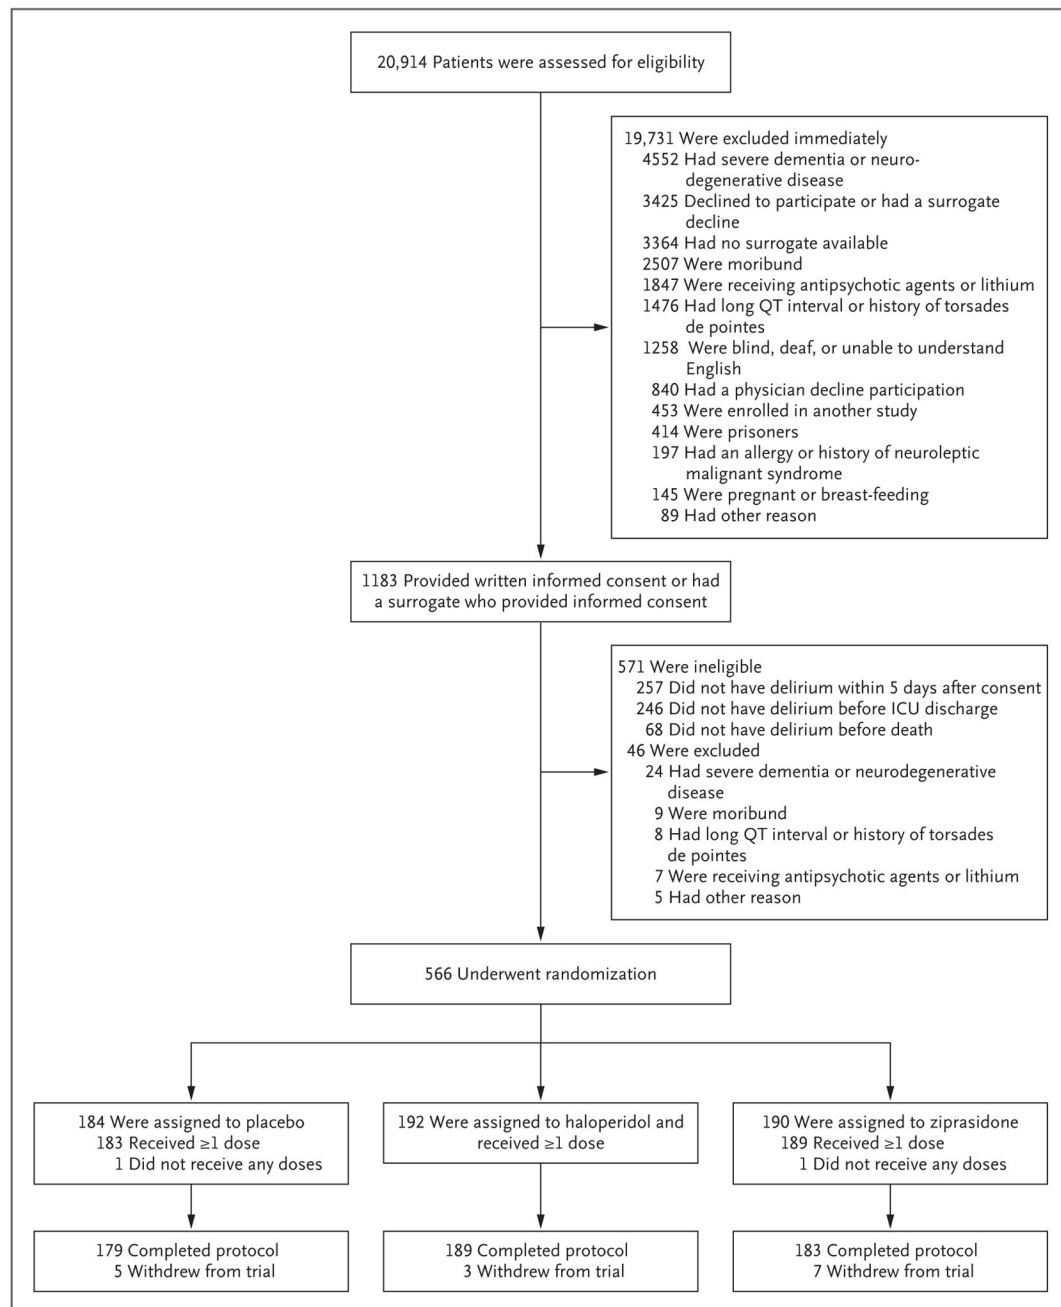 20,914 Patients were assessed for eligibility
19,731 Were excluded immediately
4552 Had severe dementia or neuro-
degenerative disease
3425 Declined to participate or had a surrogate
decline
3364 Had no surrogate available
2507 Were moribund
1847 Were receiving antipsychotic agents or lithium
1476 Had long QT interval or history of torsades
de pointes
1258 Were blind, deaf, or unable to understand
English
840 Had a physician decline participation
453 Were enrolled in another study
414 Were prisoners
197 Had an allergy or history of neuroleptic
malignant syndrome
145 Were pregnant or breast-feeding
89 Had other reason
1183 Provided written informed consent or had
a surrogate who provided informed consent
571 Were ineligible
257 Did not have delirium within 5 days after consent
246 Did not have delirium before ICU discharge
68 Did not have delirium before death
46 Were excluded
24 Had severe dementia or neurodegenerative
disease
9 Were moribund
8 Had long QT interval or history of torsades
de pointes
7 Were receiving antipsychotic agents or lithium
5 Had other reason
566 Underwent randomization
184 Were assigned to placebo
183 Received ≥1 dose
1 Did not receive any doses
192 Were assigned to haloperidol and
received ≥1 dose
190 Were assigned to ziprasidone
189 Received ≥1 dose
1 Did not receive any doses
179 Completed protocol
5 Withdrew from trial
189 Completed protocol
3 Withdrew from trial
183 Completed protocol
7 Withdrew from trial